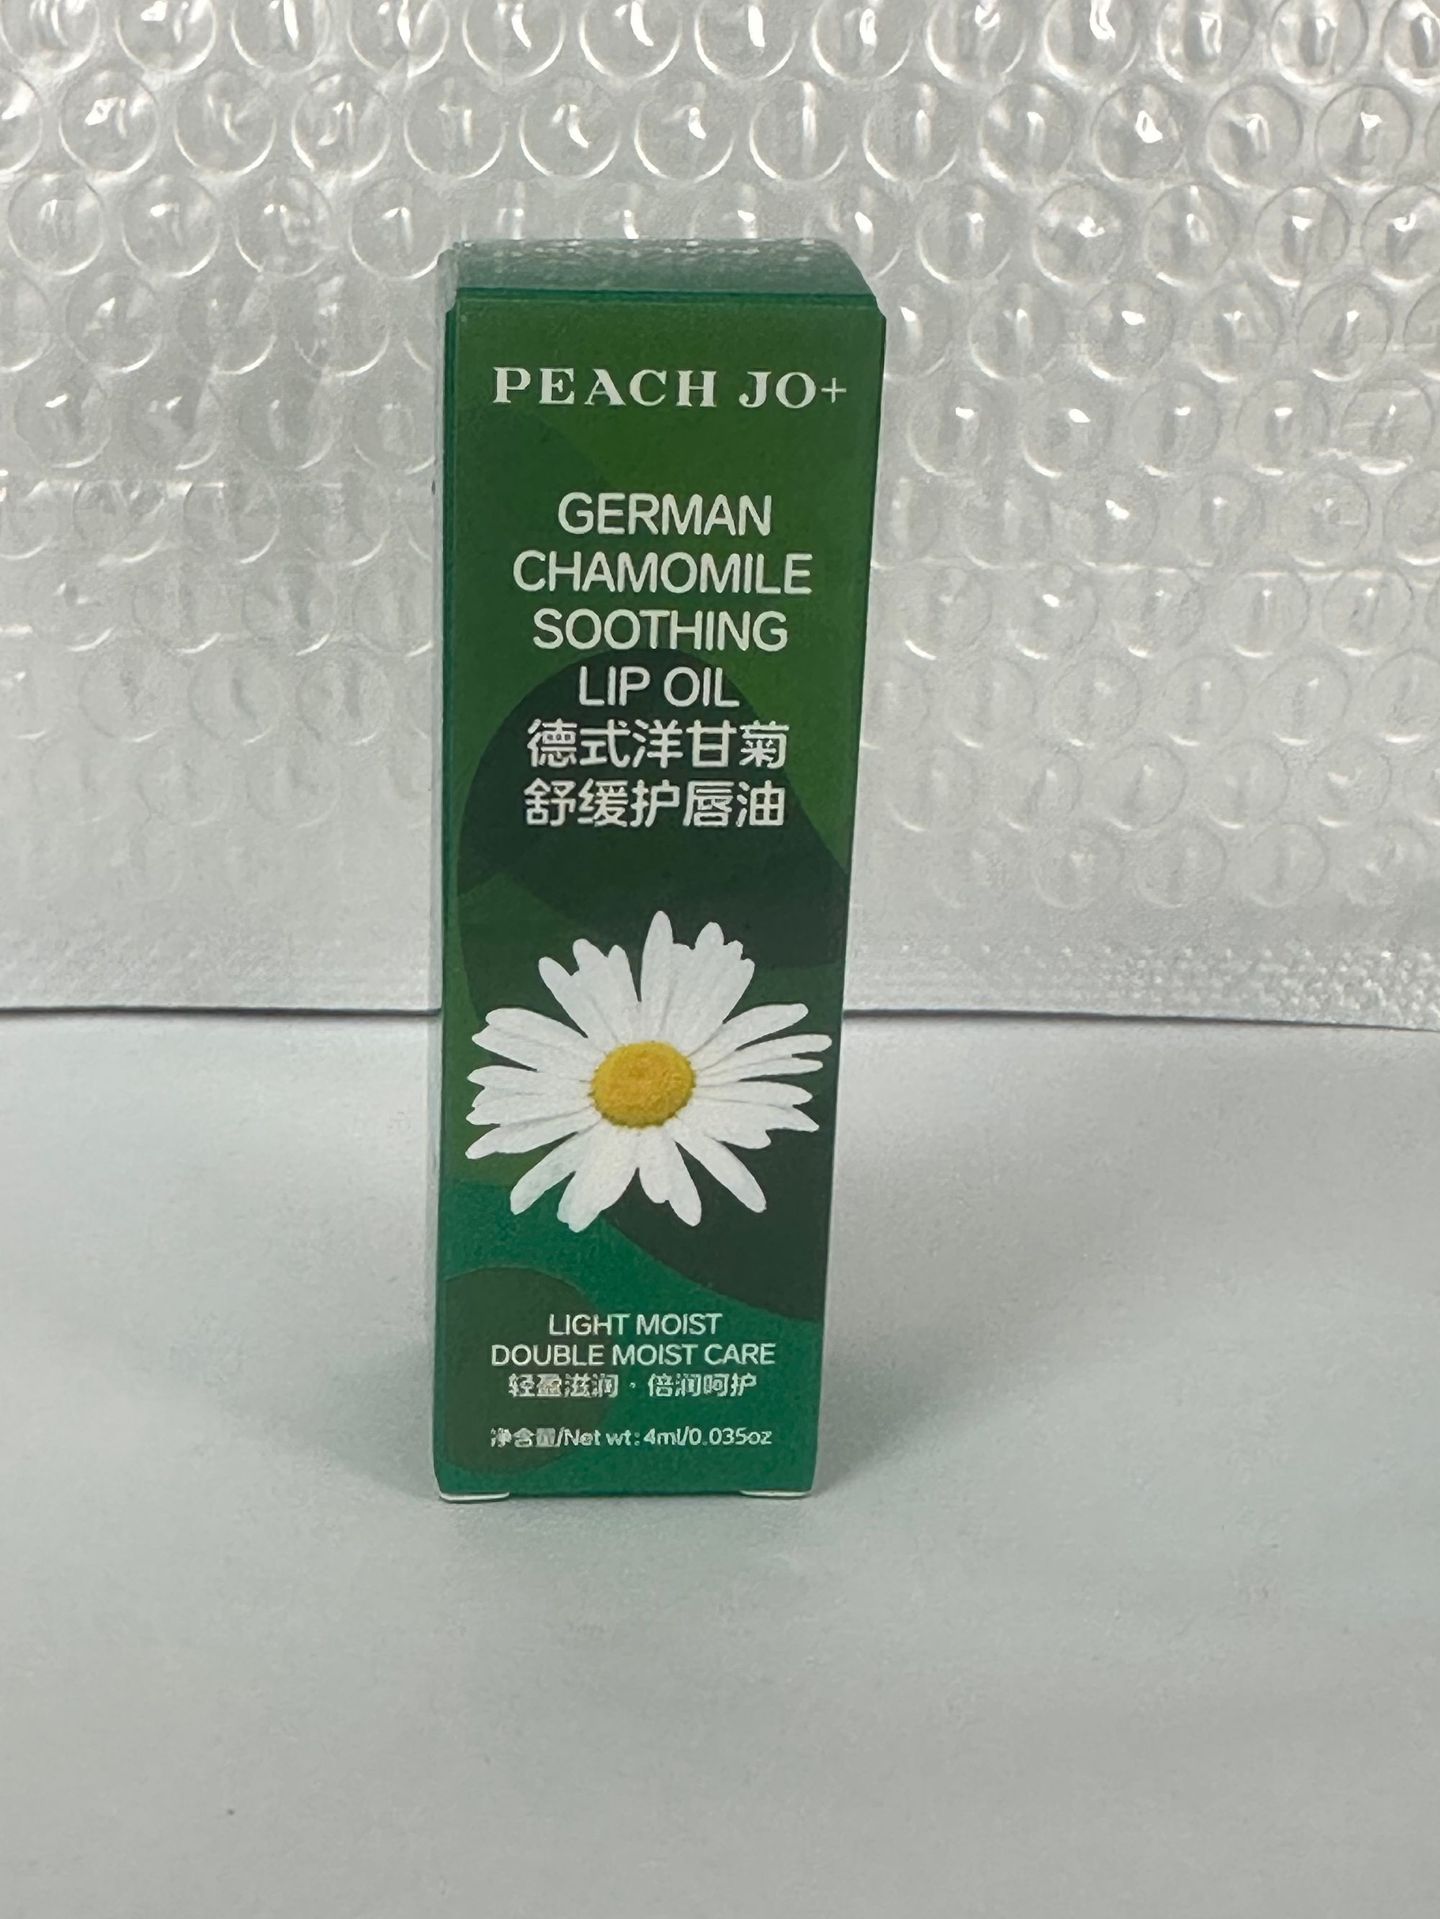 PEACH JO+
GERMAN
CHAMOMILE
SOOTHING
LIP OIL
德式洋甘菊
舒缓护唇油
LIGHT MOIST
DOUBLE MOIST CARE
轻盈滋润·倍润呵护
净含量/Net wt: 4ml/0.035oz